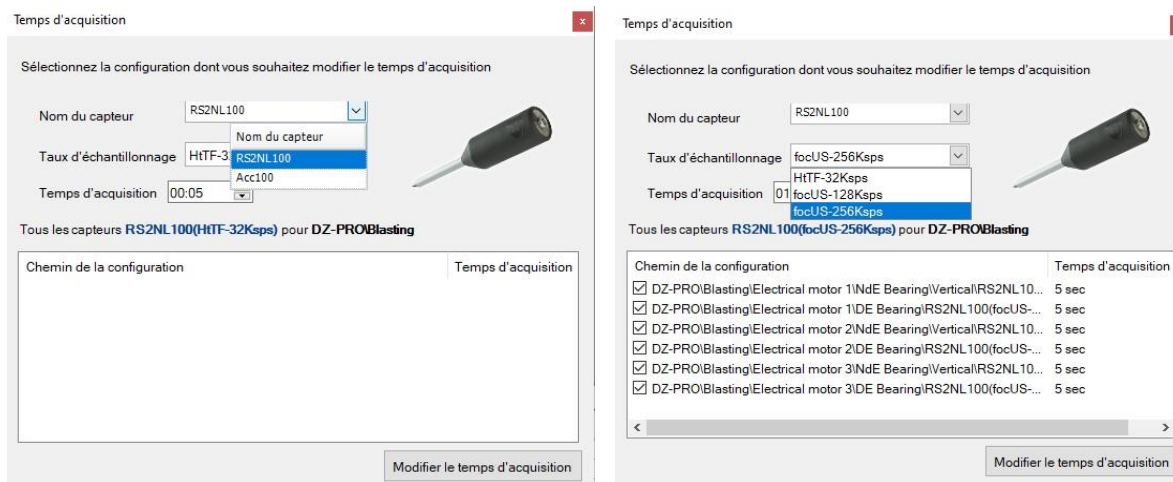 Temps d'acquisition
x
Sélectionnez la configuration dont vous souhaitez modifier le temps d'acquisition
Nom du capteur RS2NL100
Nom du capteur
Taux d'échantillonnage HtTF-3 RS2NL100
Acc100
Temps d'acquisition 00:05
Tous les capteurs RS2NL100(HtTF-32Ksps) pour DZ-PRO\Blasting
Chemin de la configuration Temps d'acquisition
Modifier le temps d'acquisition
Temps d'acquisition
Sélectionnez la configuration dont vous souhaitez modifier le temps d'acquisition
Nom du capteur RS2NL100
Taux d'échantillonnage focUS-256Ksps
HtTF-32Ksps
Temps d'acquisition 01 focUS-128Ksps
focUS-256Ksps
Tous les capteurs RS2NL100(focUS-256Ksps) pour DZ-PRO\Blasting
Chemin de la configuration Temps d'acquisition
DZ-PRO\Blasting\Electrical motor 1\NdE Bearing\Vertical\RS2NL10... 5 sec
DZ-PRO\Blasting\Electrical motor 1\DE Bearing\RS2NL100(focUS-... 5 sec
DZ-PRO\Blasting\Electrical motor 2\NdE Bearing\Vertical\RS2NL10... 5 sec
DZ-PRO\Blasting\Electrical motor 2\DE Bearing\RS2NL100(focUS-... 5 sec
DZ-PRO\Blasting\Electrical motor 3\NdE Bearing\Vertical\RS2NL10... 5 sec
DZ-PRO\Blasting\Electrical motor 3\DE Bearing\RS2NL100(focUS-... 5 sec
Modifier le temps d'acquisition